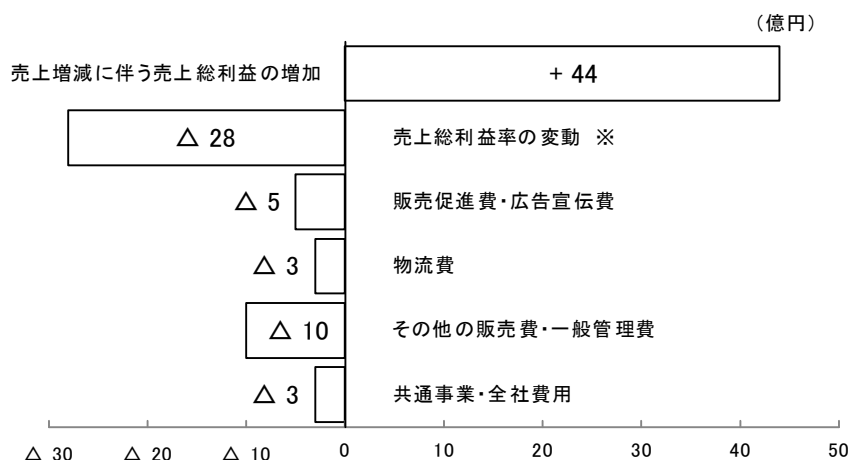 （億円）
売上増減に伴う売上総利益の増加
+ 44
△ 28
売上総利益率の変動 ※
△ 5
販売促進費・広告宣伝費
△ 3
物流費
△ 10
その他の販売費・一般管理費
△ 3
共通事業・全社費用
△ 30 △ 20 △ 10 0 10 20 30 40 50